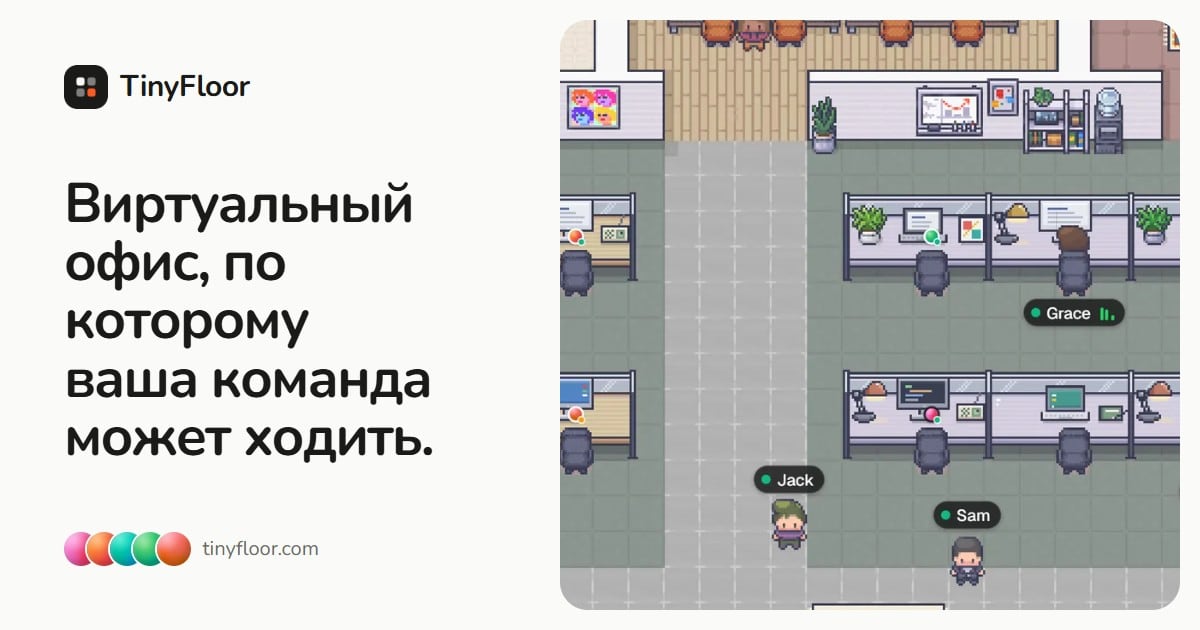 TinyFloor
Виртуальный
офис, по
которому
ваша команда
может ходить.
tinyfloor.com
Grace
Jack
Sam